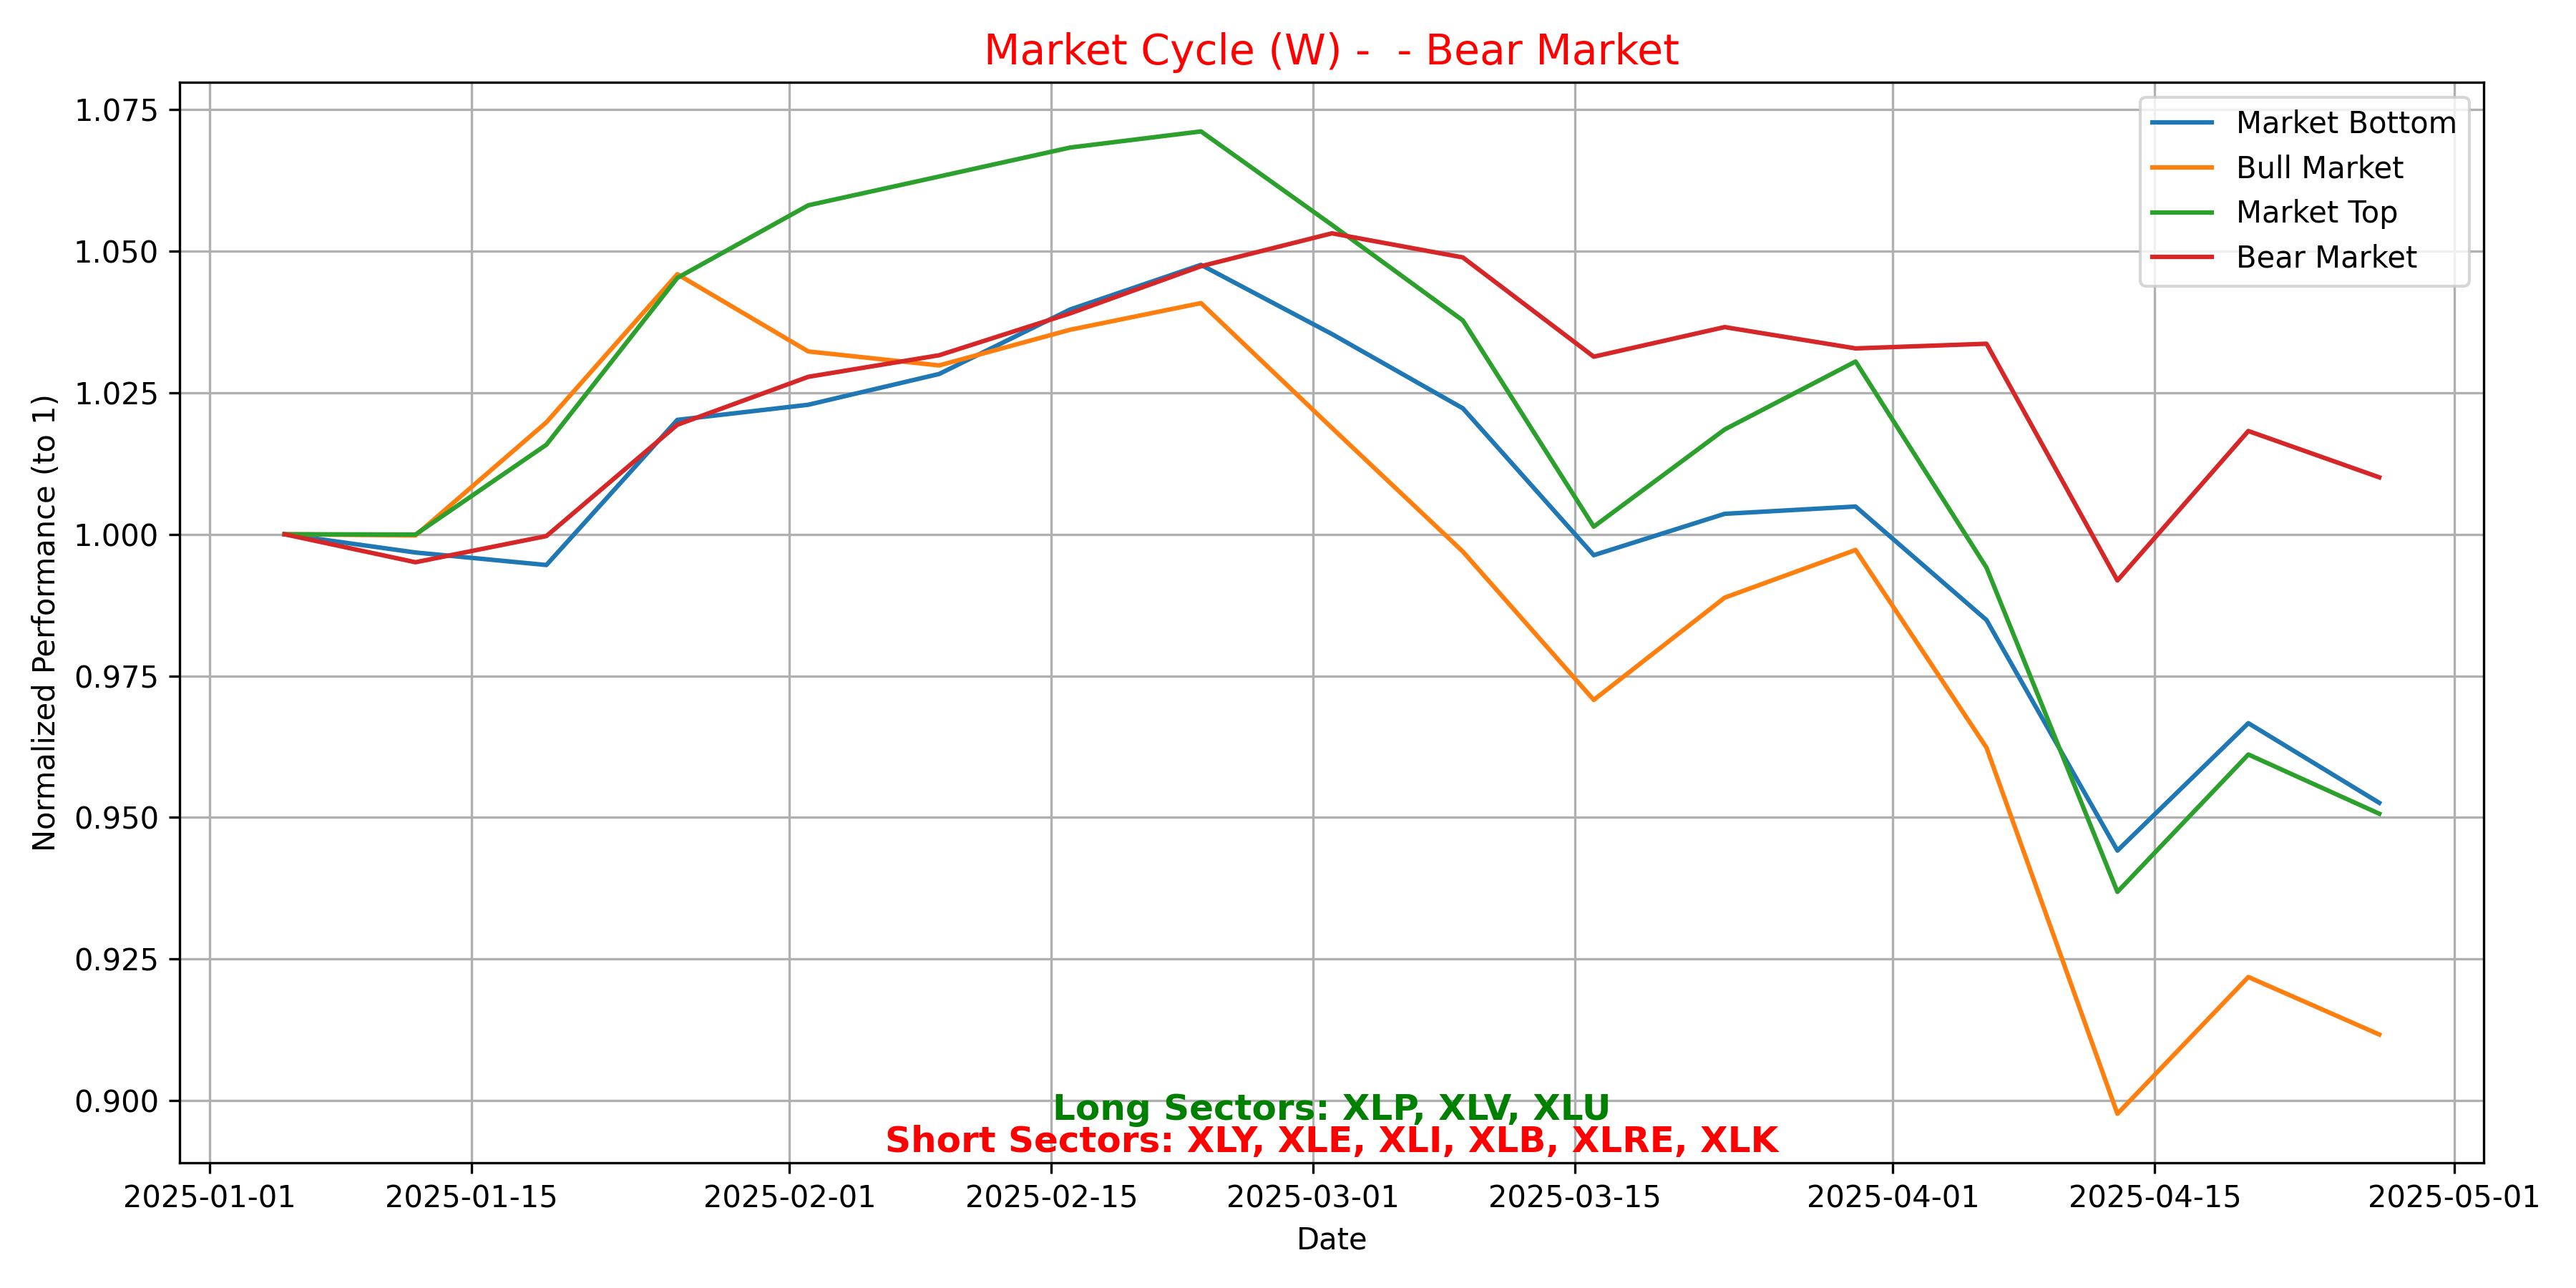 Market Cycle (W) -  - Bear Market
Normalized Performance (to 1)
1.075
1.050
1.025
1.000
0.975
0.950
0.925
0.900
Market Bottom
Bull Market
Market Top
Bear Market
Long Sectors: XLP, XLV, XLU
Short Sectors: XLY, XLE, XLI, XLB, XLRE, XLK
2025-01-01 2025-01-15 2025-02-01 2025-02-15 2025-03-01 2025-03-15 2025-04-01 2025-04-15 2025-05-01
Date